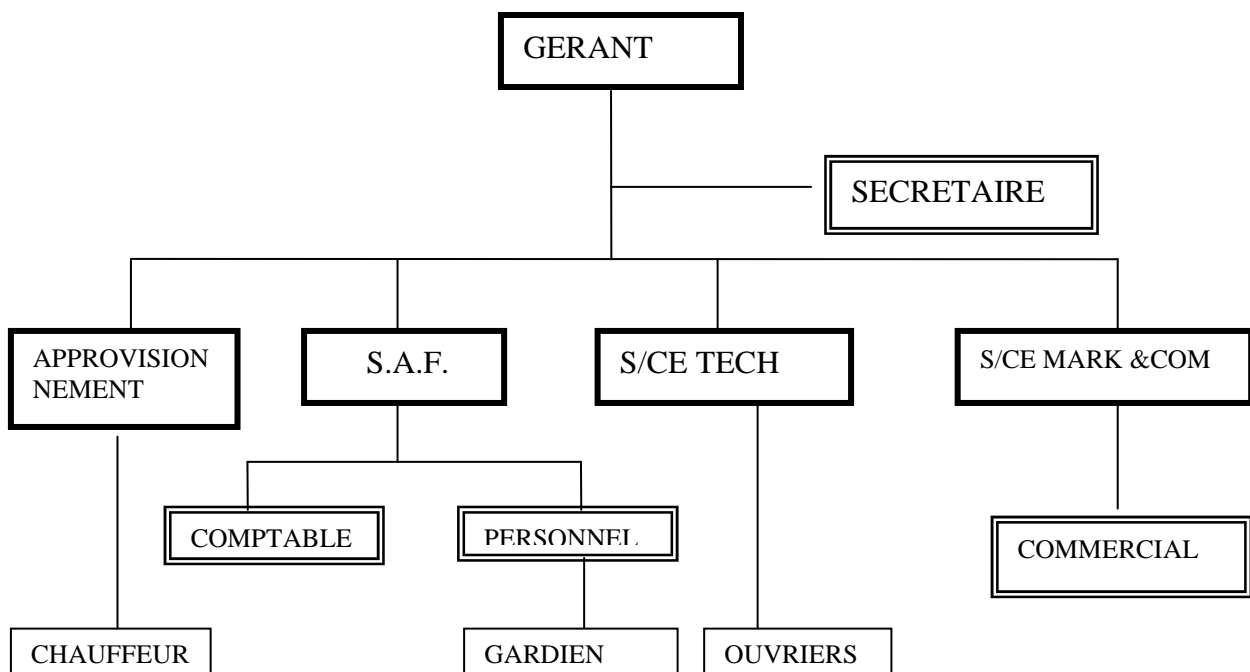 GERANT
SECRETAIRE
APPROVISION
NEMENT
S.A.F.
S/CE TECH
S/CE MARK &COM
COMPTABLE
PERSONNEL
COMMERCIAL
CHAUFFEUR
GARDIEN
OUVRIERS